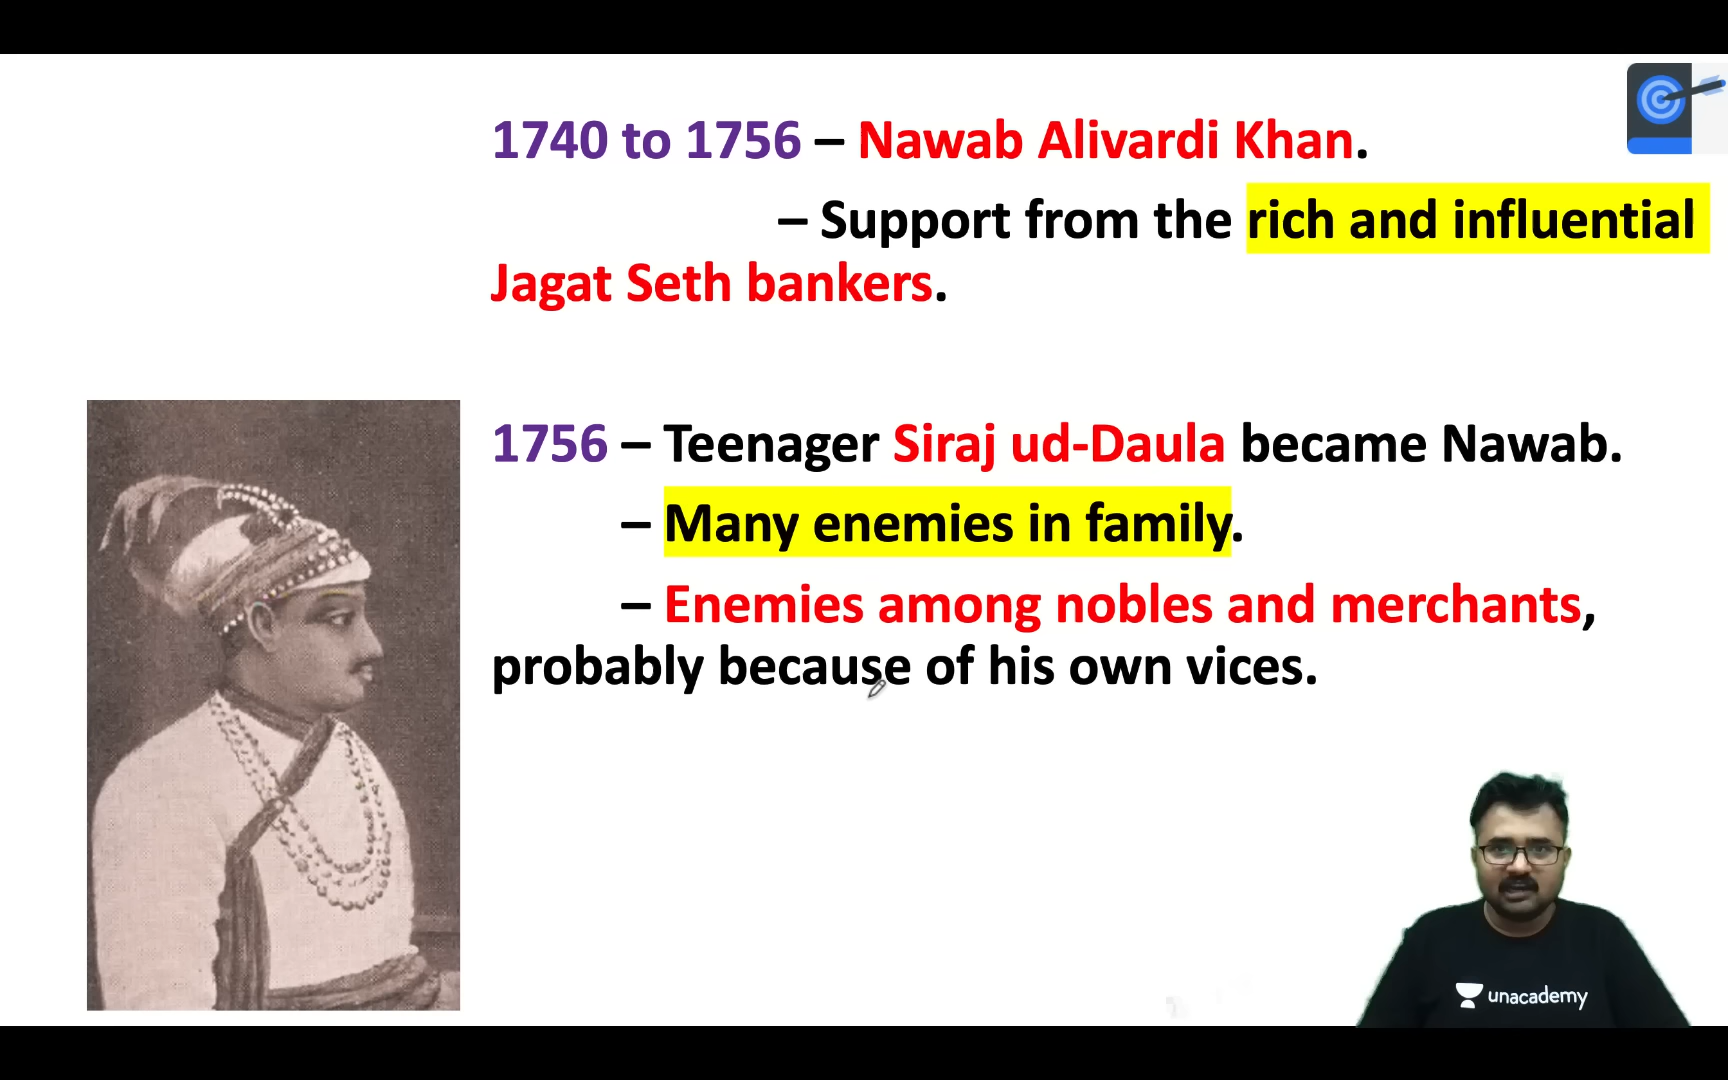 1740 to 1756 – Nawab Alivardi Khan.
– Support from the rich and influential
Jagat Seth bankers.
1756 – Teenager Siraj ud-Daula became Nawab.
– Many enemies in family.
– Enemies among nobles and merchants,
probably because of his own vices.
unacademy